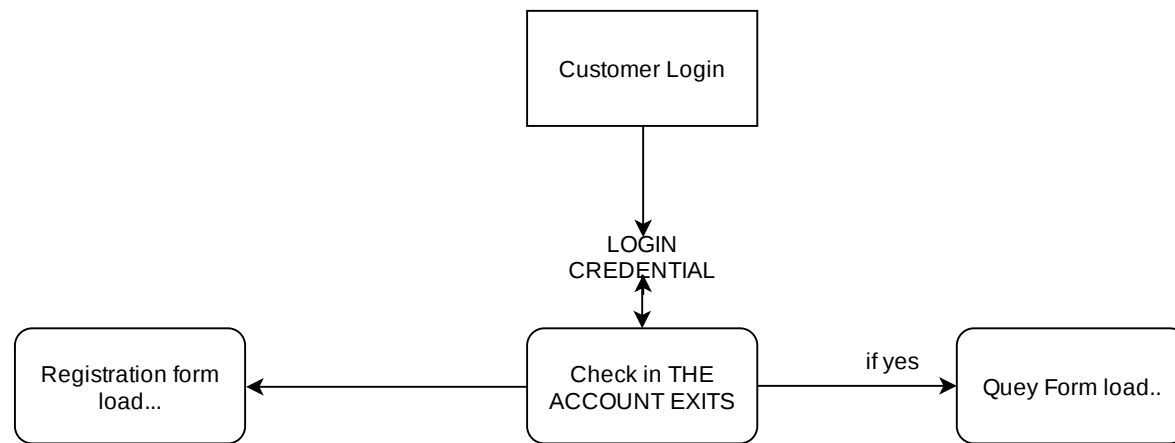 Customer Login
LOGIN
CREDENTIAL
Registration form
load...
Check in THE
ACCOUNT EXITS
if yes
Quey Form load..